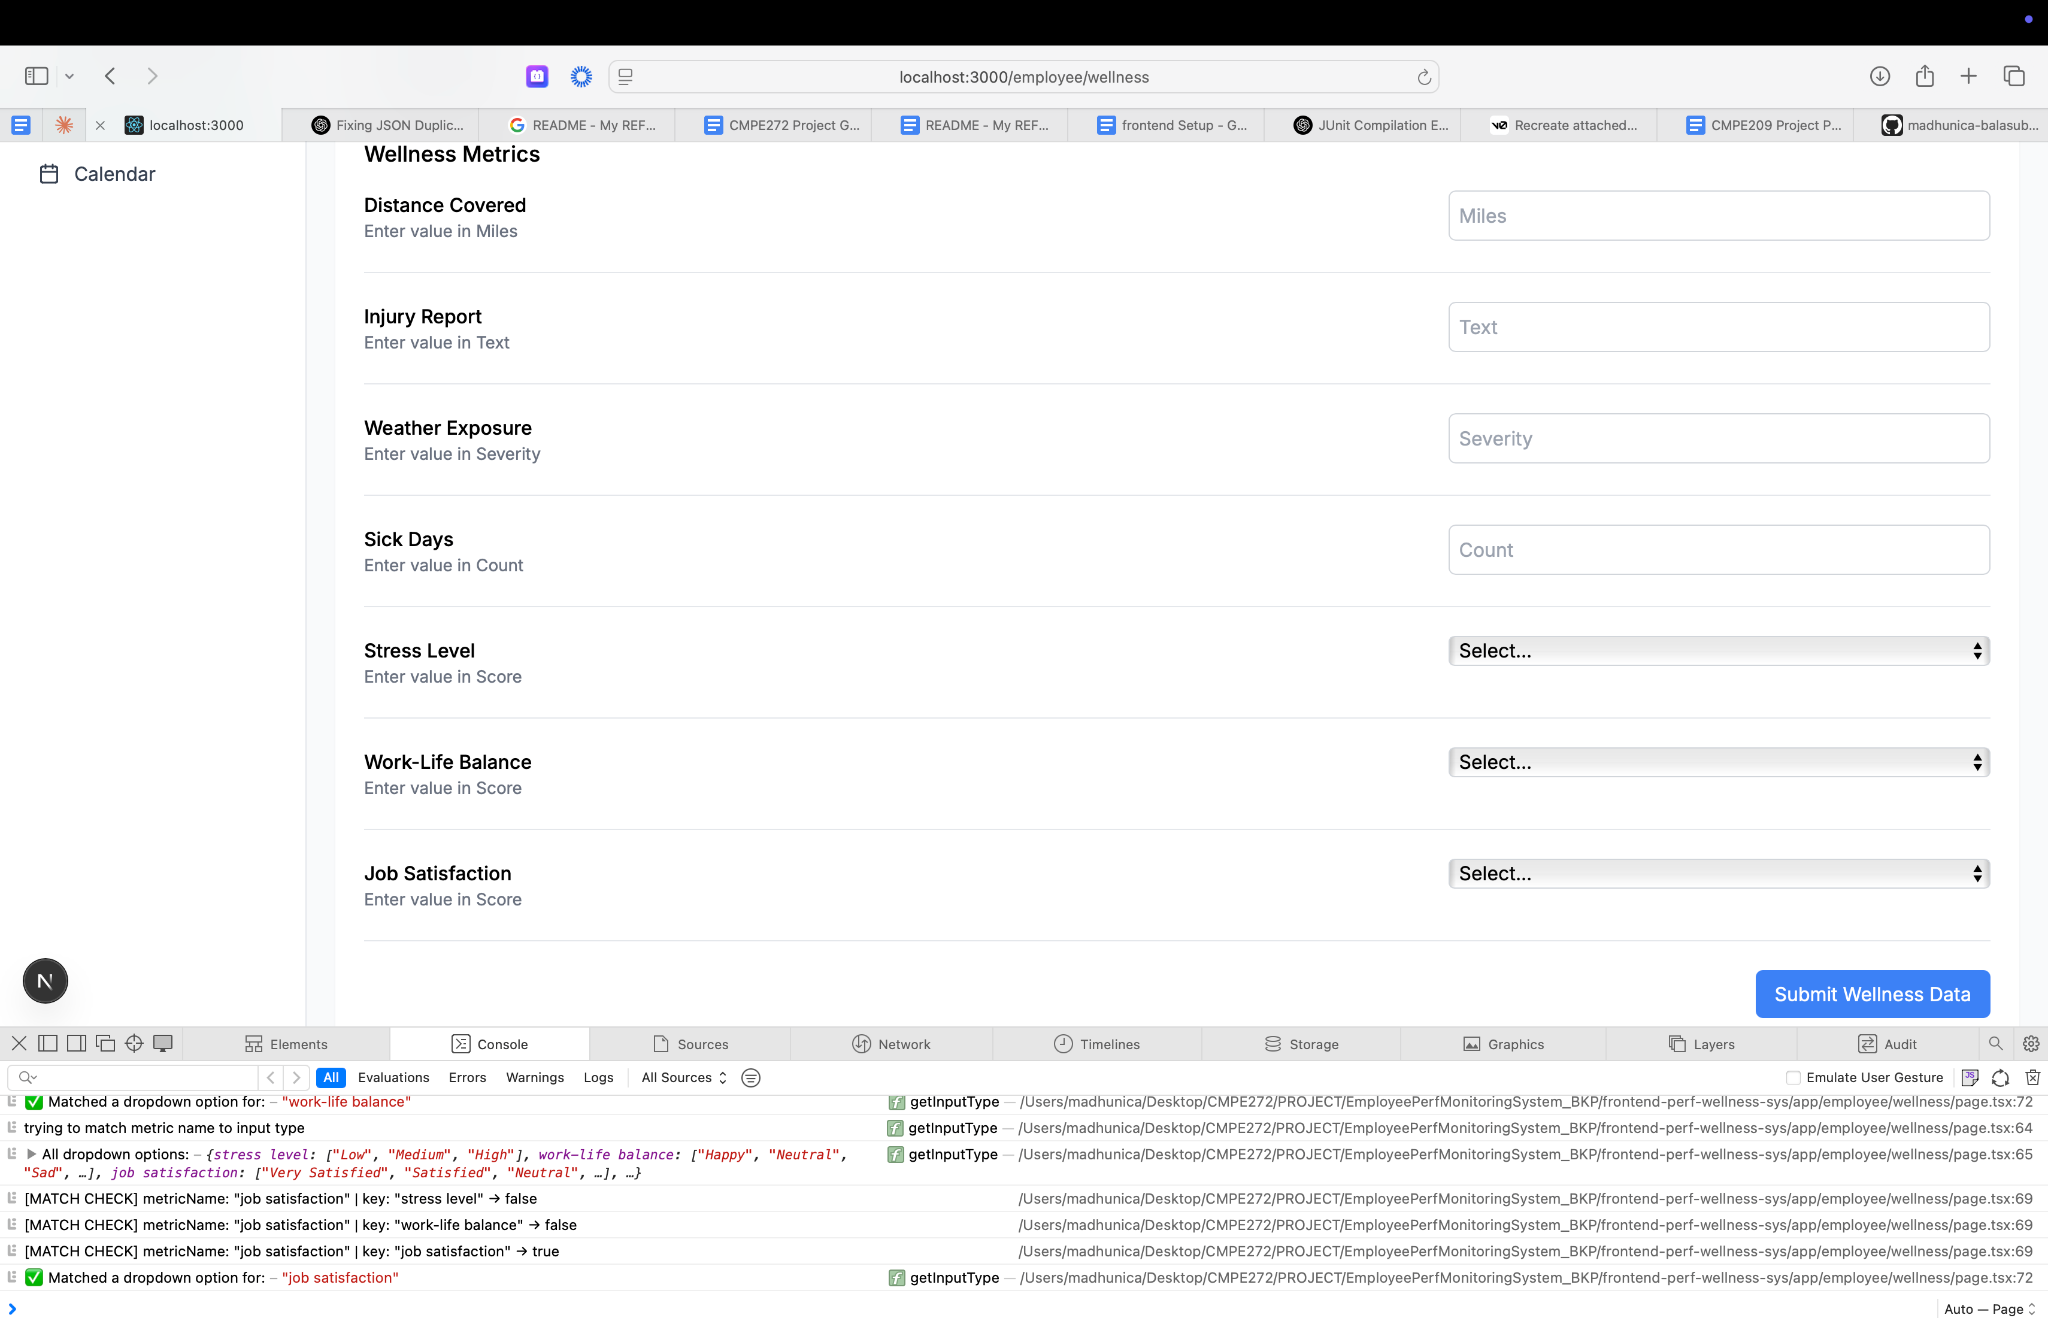 localhost:3000/employee/wellness
localhost:3000
Fixing JSON Duplic...
README - My REF...
CMPE272 Project G...
README - My REF...
frontend Setup - G...
JUnit Compilation E...
Recreate attached...
CMPE209 Project P...
madhunica-balasub...
Calendar
Wellness Metrics
Distance Covered
Enter value in Miles
Miles
Injury Report
Enter value in Text
Text
Weather Exposure
Enter value in Severity
Severity
Sick Days
Enter value in Count
Count
Stress Level
Enter value in Score
Select...
Work-Life Balance
Enter value in Score
Select...
Job Satisfaction
Enter value in Score
Select...
N
Submit Wellness Data
Elements
Console
Sources
Network
Timelines
Storage
Graphics
Layers
Audit
All
Evaluations
Errors
Warnings
Logs
All Sources
Emulate User Gesture
Matched a dropdown option for: – "work-life balance"
getInputType — /Users/madhunica/Desktop/CMPE272/PROJECT/EmployeePerfMonitoringSystem_BKP/frontend-perf-wellness-sys/app/employee/wellness/page.tsx:72
trying to match metric name to input type
getInputType — /Users/madhunica/Desktop/CMPE272/PROJECT/EmployeePerfMonitoringSystem_BKP/frontend-perf-wellness-sys/app/employee/wellness/page.tsx:64
All dropdown options: – {stress level: ["Low", "Medium", "High"], work-life balance: ["Happy", "Neutral",
"Sad", …], job satisfaction: ["Very Satisfied", "Satisfied", "Neutral", …], …}
getInputType — /Users/madhunica/Desktop/CMPE272/PROJECT/EmployeePerfMonitoringSystem_BKP/frontend-perf-wellness-sys/app/employee/wellness/page.tsx:65
[MATCH CHECK] metricName: "job satisfaction" | key: "stress level" → false
/Users/madhunica/Desktop/CMPE272/PROJECT/EmployeePerfMonitoringSystem_BKP/frontend-perf-wellness-sys/app/employee/wellness/page.tsx:69
[MATCH CHECK] metricName: "job satisfaction" | key: "work-life balance" → false
/Users/madhunica/Desktop/CMPE272/PROJECT/EmployeePerfMonitoringSystem_BKP/frontend-perf-wellness-sys/app/employee/wellness/page.tsx:69
[MATCH CHECK] metricName: "job satisfaction" | key: "job satisfaction" → true
/Users/madhunica/Desktop/CMPE272/PROJECT/EmployeePerfMonitoringSystem_BKP/frontend-perf-wellness-sys/app/employee/wellness/page.tsx:69
Matched a dropdown option for: – "job satisfaction"
getInputType — /Users/madhunica/Desktop/CMPE272/PROJECT/EmployeePerfMonitoringSystem_BKP/frontend-perf-wellness-sys/app/employee/wellness/page.tsx:72
Auto — Page